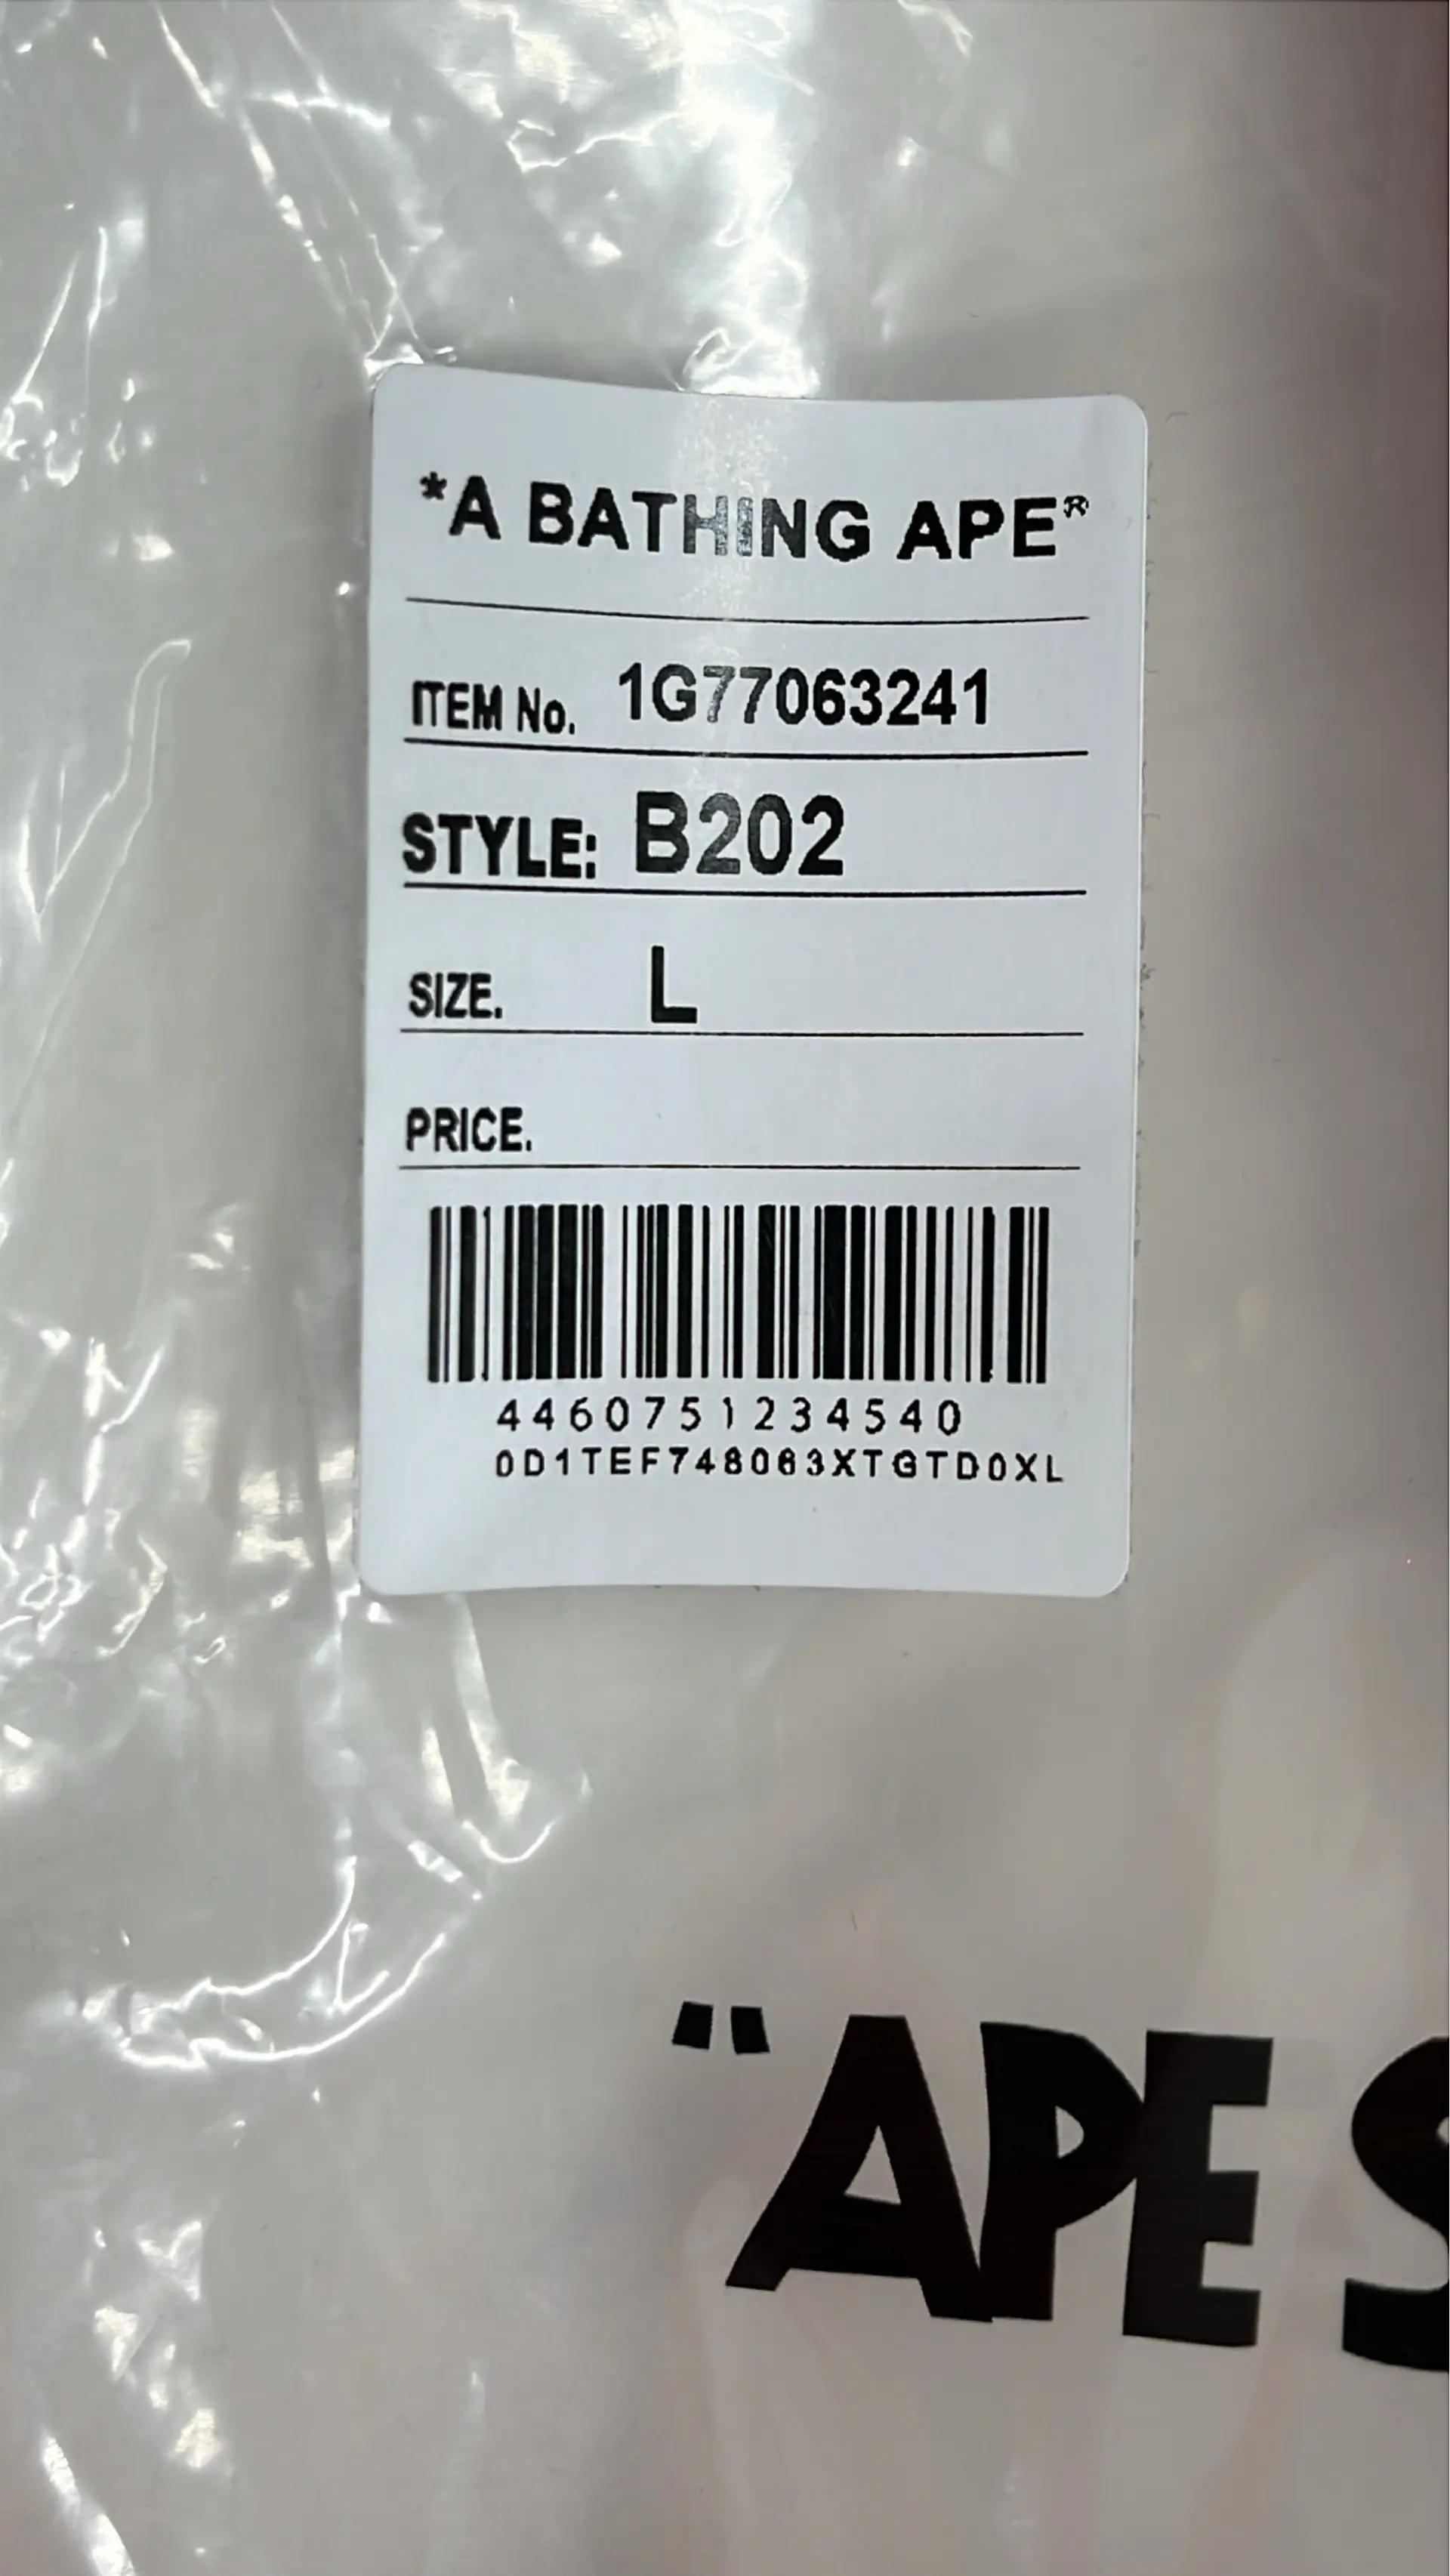 *A BATHING APE®
ITEM No. 1G77063241
STYLE: B202
SIZE. L
PRICE.
4460751234540
0D1TEF748063XTGTD0XL
"APE S